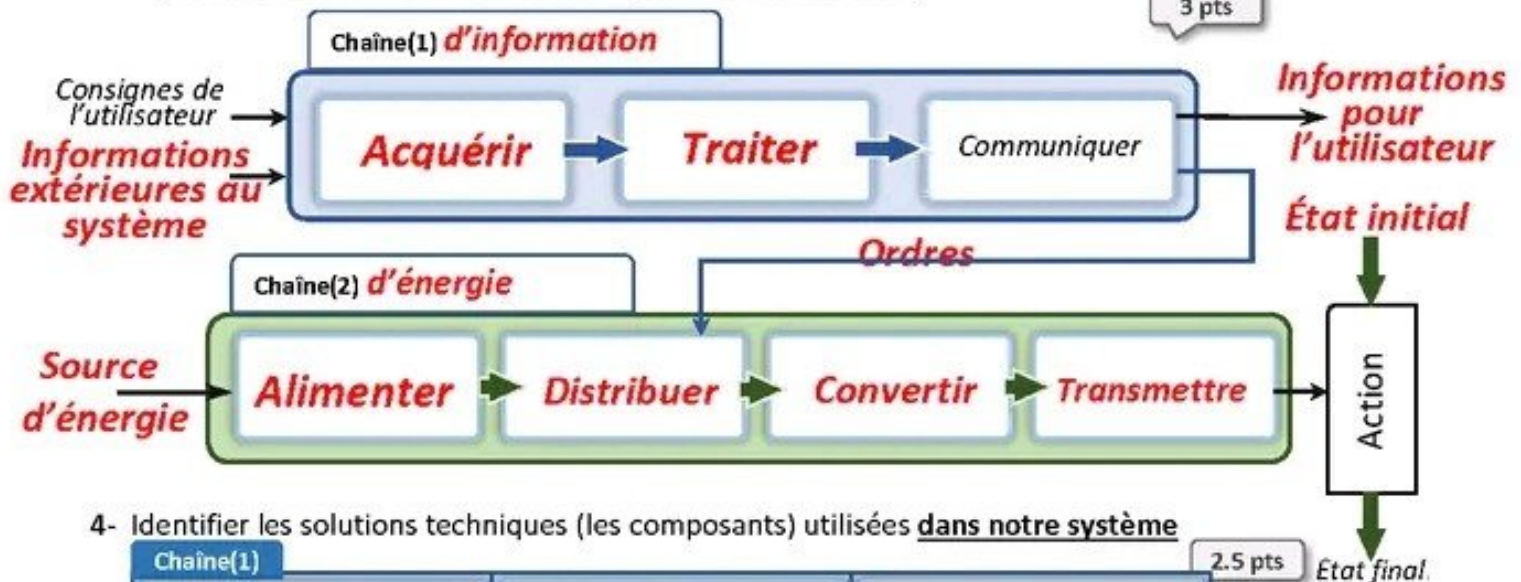 3 pts
Chaîne(1) d'information
Consignes de
l'utilisateur
Informations
extérieures au
système
Acquérir
Traiter
Communiquer
Informations
pour
l'utilisateur
État initial
Ordres
Chaîne(2) d'énergie
Source
d'énergie
Alimenter
Distribuer
Convertir
Transmettre
Action
4- Identifier les solutions techniques (les composants) utilisées dans notre système
Chaîne(1)
2.5 pts
État final